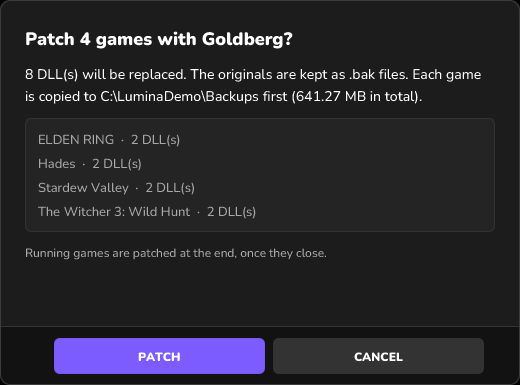 Patch 4 games with Goldberg?
8 DLL(s) will be replaced. The originals are kept as .bak files. Each game
is copied to C:\LuminaDemo\Backups first (641.27 MB in total).
ELDEN RING · 2 DLL(s)
Hades · 2 DLL(s)
Stardew Valley · 2 DLL(s)
The Witcher 3: Wild Hunt · 2 DLL(s)
Running games are patched at the end, once they close.
PATCH
CANCEL